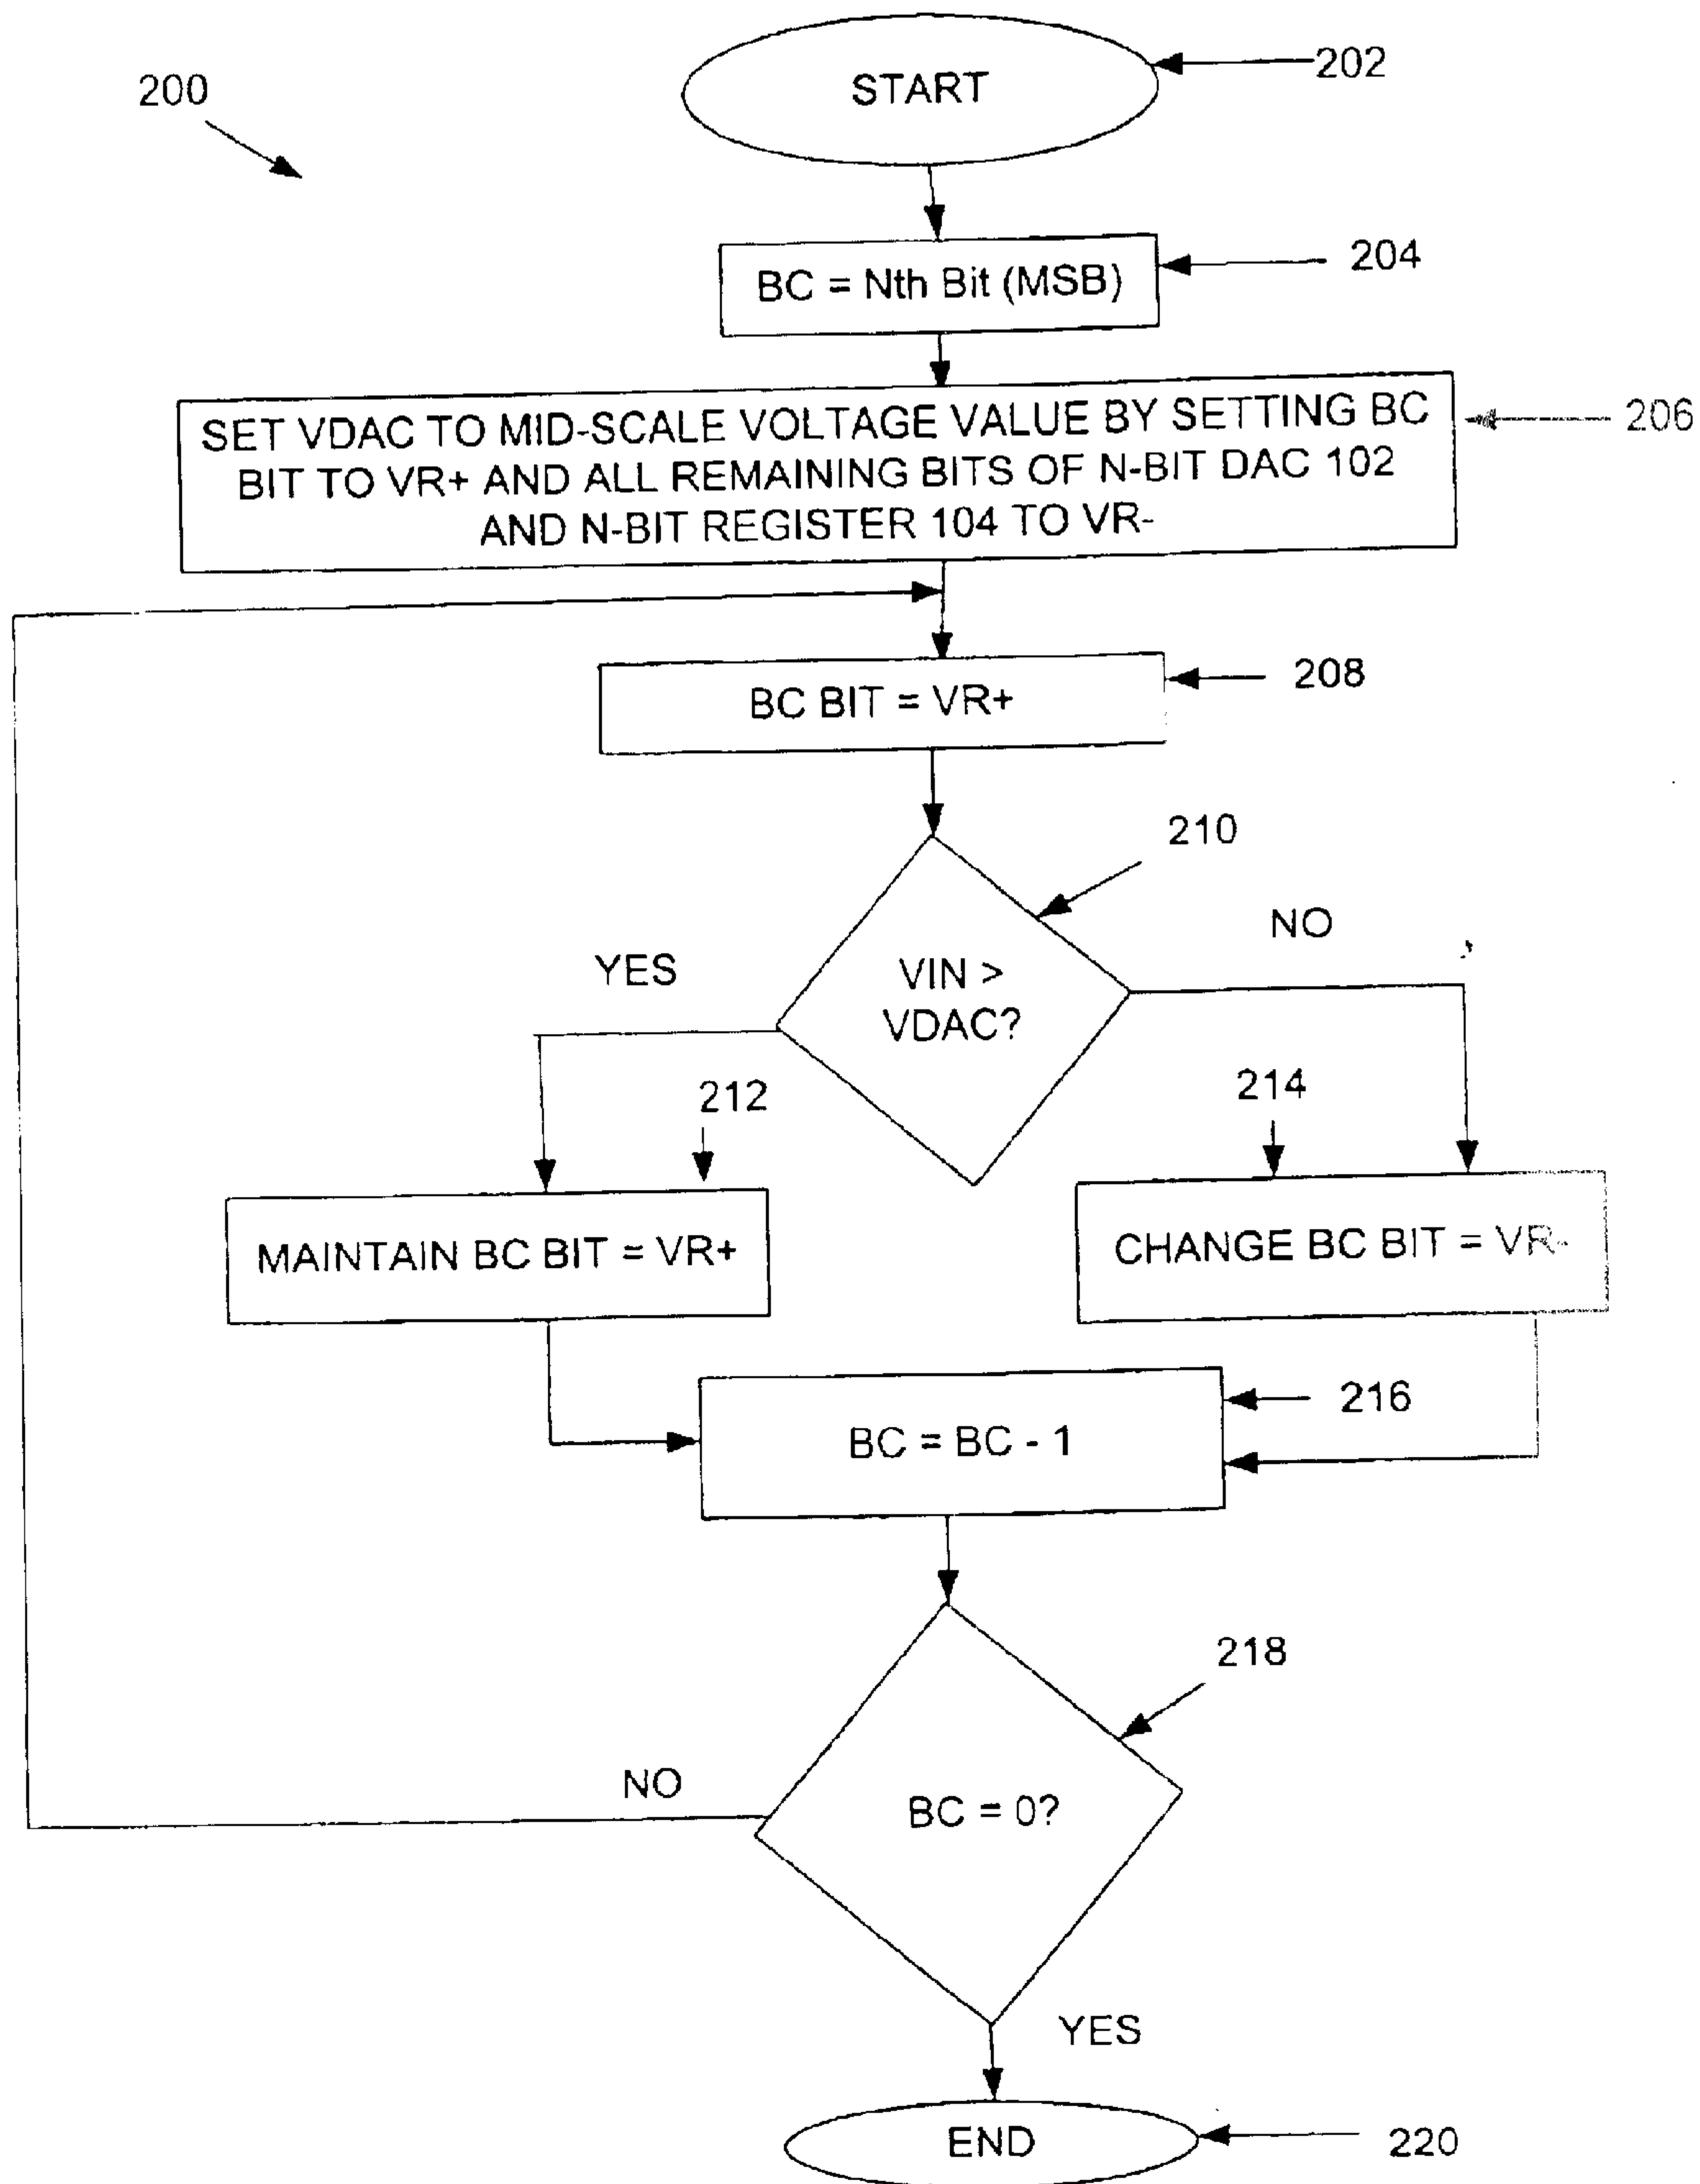 200
START
202
BC = Nth Bit (MSB)
204
SET VDAC TO MID-SCALE VOLTAGE VALUE BY SETTING BC
BIT TO VR+ AND ALL REMAINING BITS OF N-BIT DAC 102
AND N-BIT REGISTER 104 TO VR-
206
BC BIT = VR+
208
210
NO
YES
VIN >
VDAC?
212
214
MAINTAIN BC BIT = VR+
CHANGE BC BIT = VR-
216
BC = BC - 1
218
NO
BC = 0?
YES
END
220